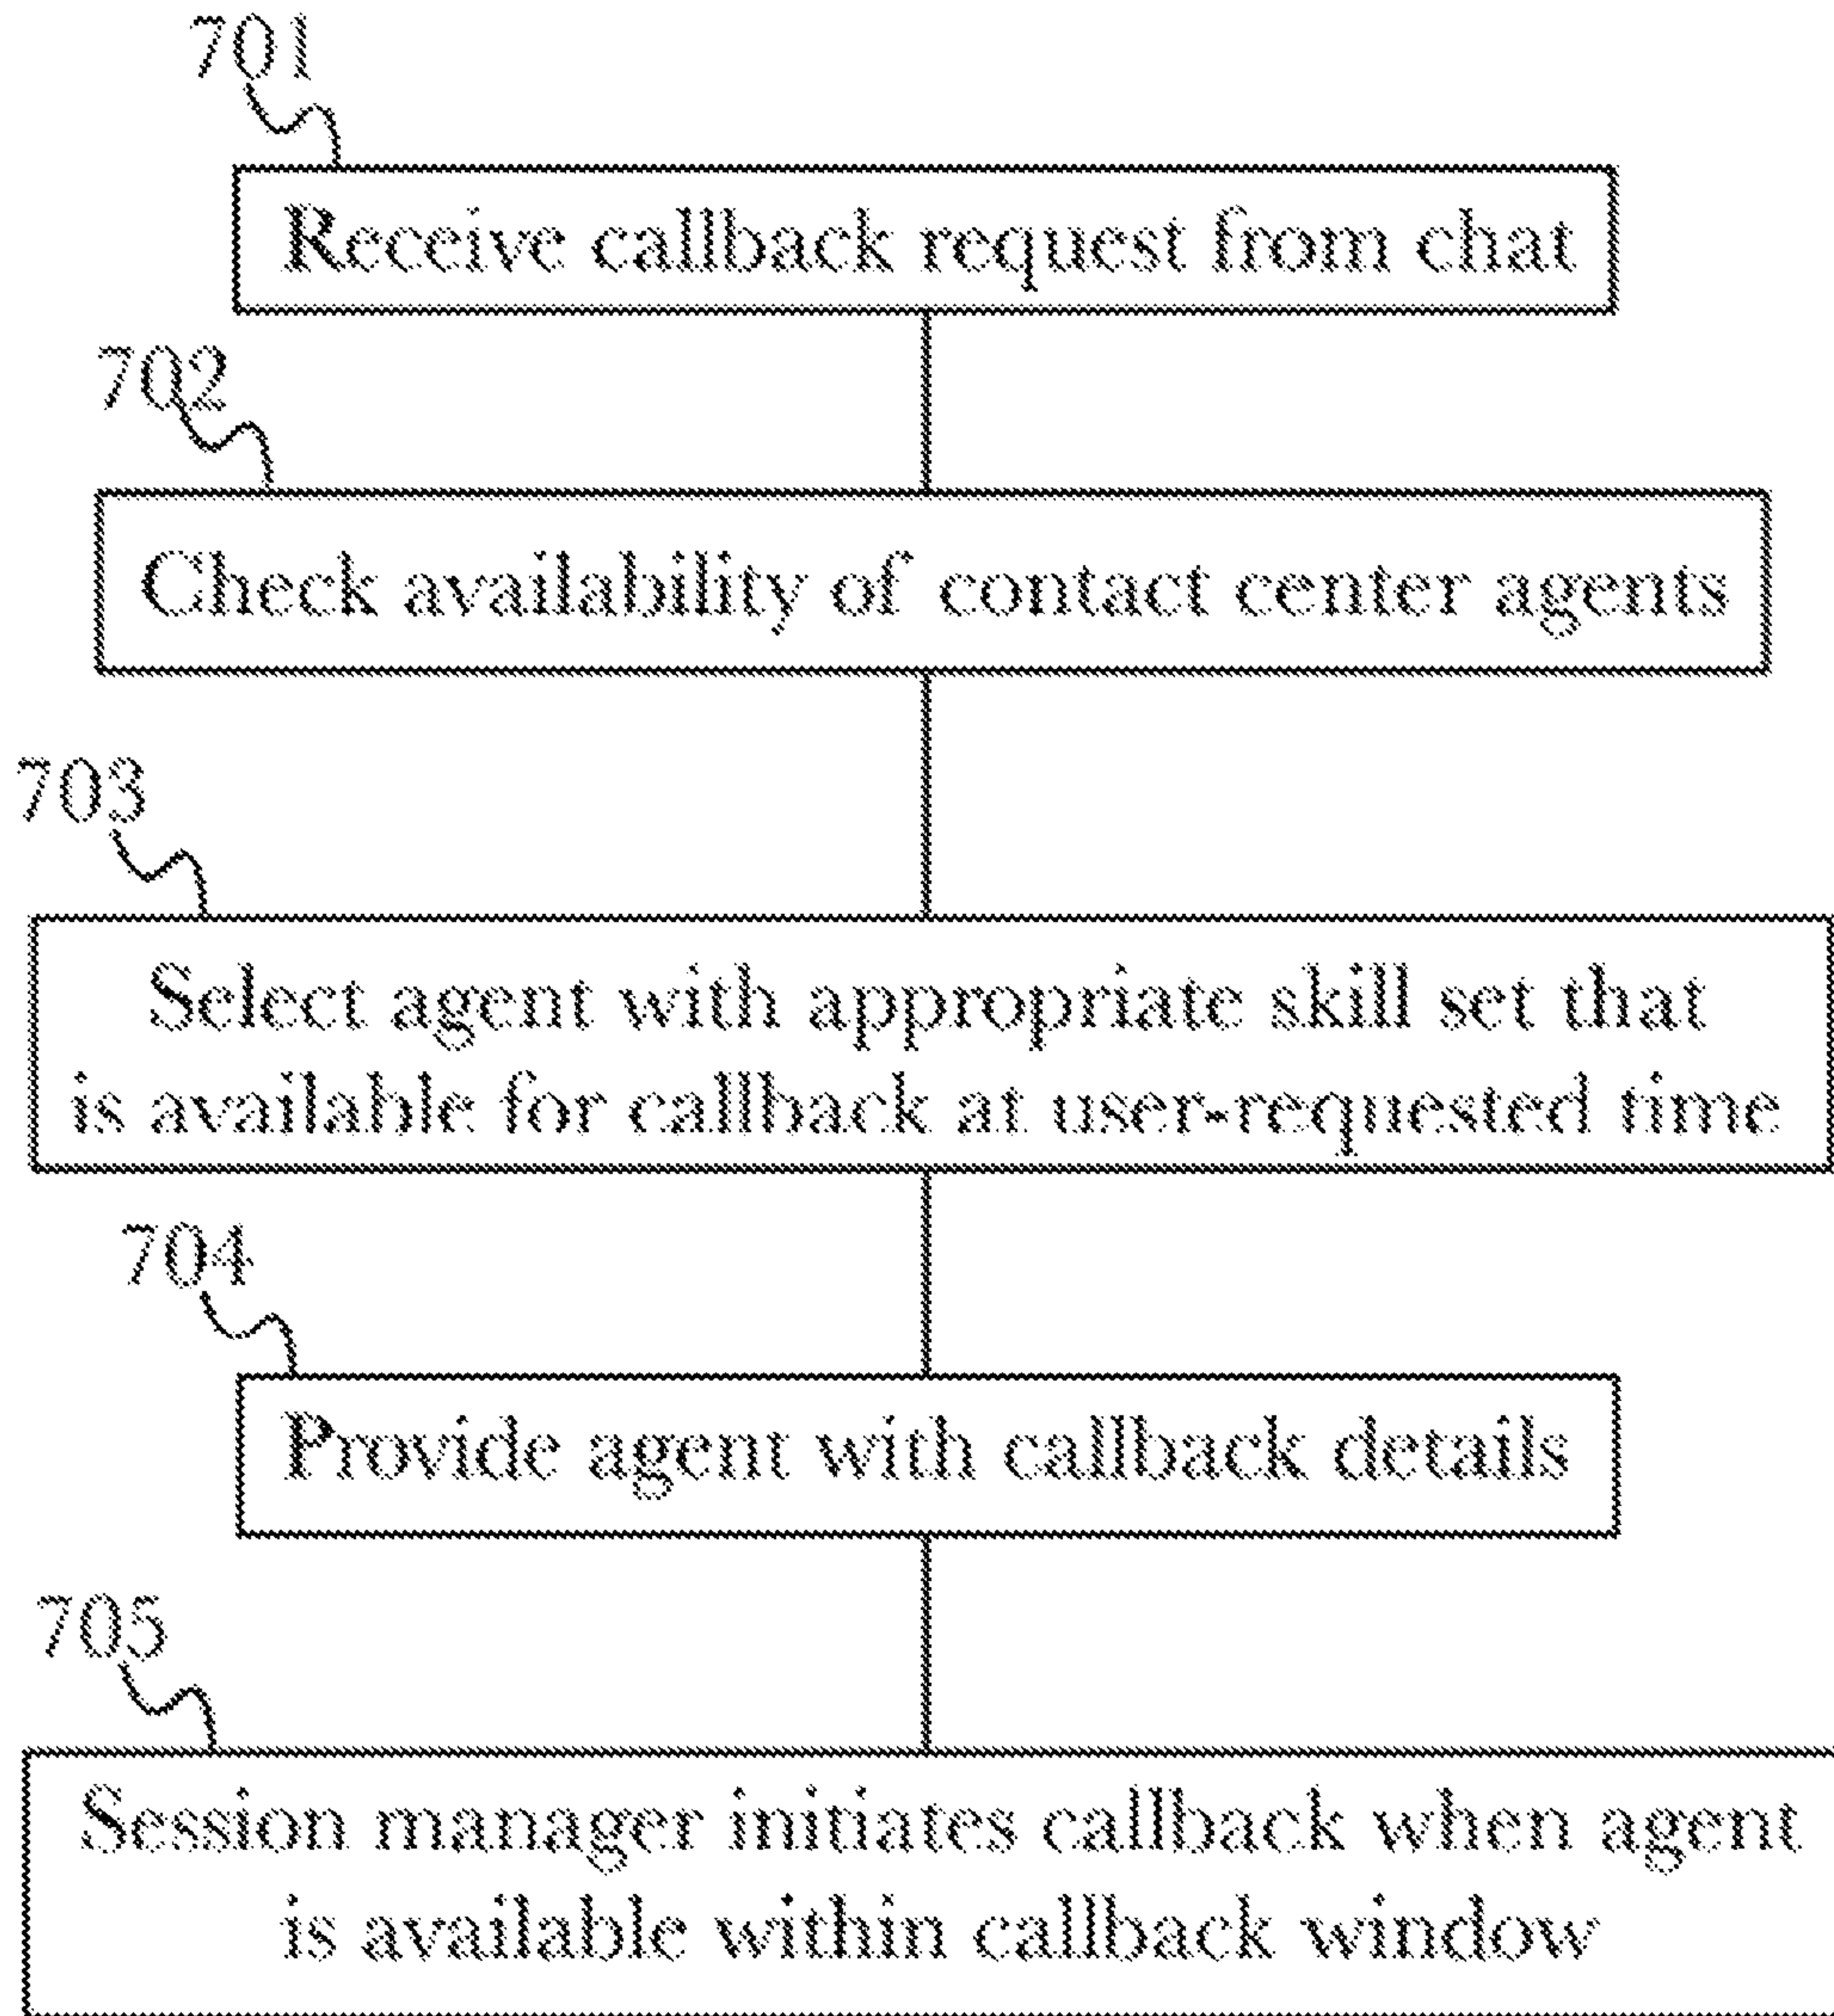 701
Receive callback request from chat
702
Check availability of contact center agents
703
Select agent with appropriate skill set that
is available for callback at user-requested time
704
Provide agent with callback details
705
Session manager initiates callback when agent
is available within callback window